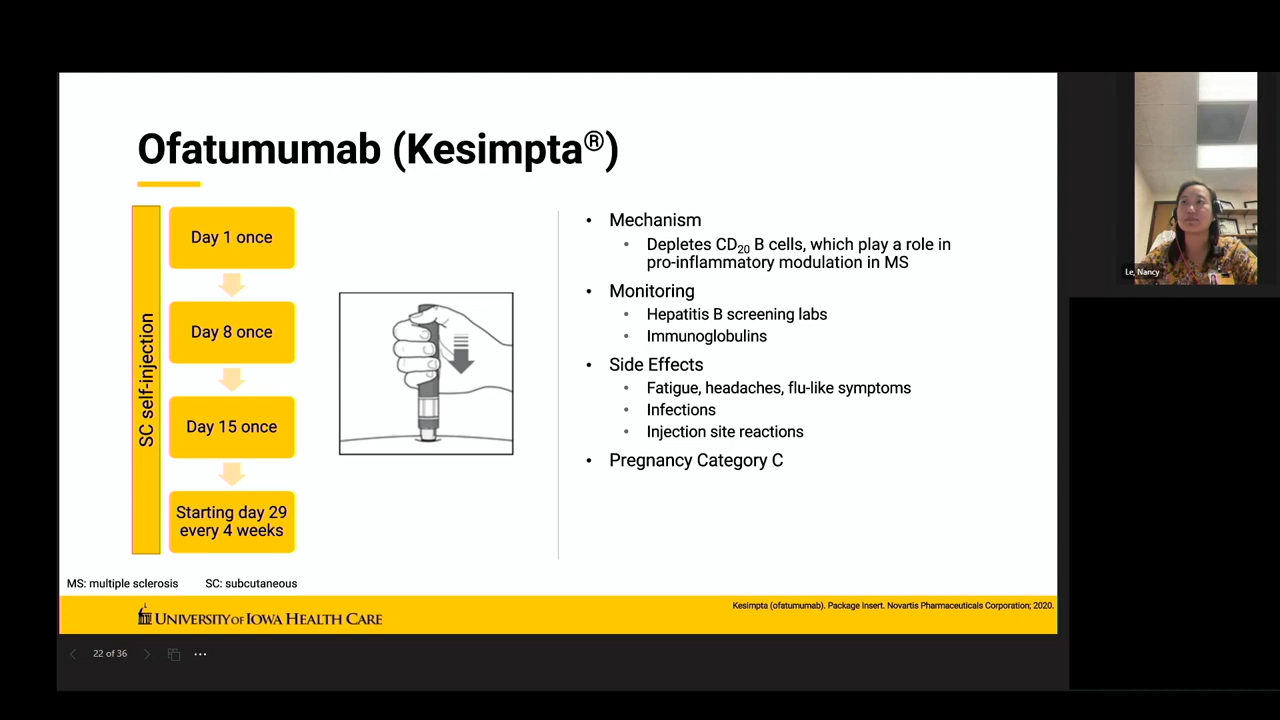 Ofatumumab (Kesimpta®)
SC self-injection
Day 1 once
Day 8 once
Day 15 once
Starting day 29
every 4 weeks
• Mechanism
• Depletes CD20 B cells, which play a role in
pro-inflammatory modulation in MS
• Monitoring
• Hepatitis B screening labs
• Immunoglobulins
• Side Effects
• Fatigue, headaches, flu-like symptoms
• Infections
• Injection site reactions
• Pregnancy Category C
MS: multiple sclerosis SC: subcutaneous
Kesimpta (ofatumumab). Package Insert. Novartis Pharmaceuticals Corporation; 2020.
UNIVERSITY OF IOWA HEALTH CARE
22 of 36
Le, Nancy